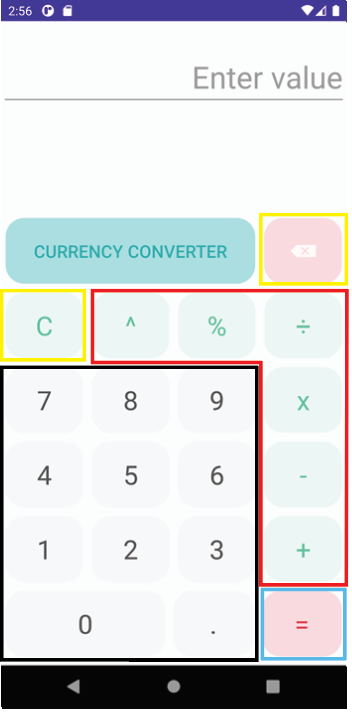 2:56
Enter value
CURRENCY CONVERTER
C ^ % ÷
7 8 9 x
4 5 6 -
1 2 3 +
0 . =